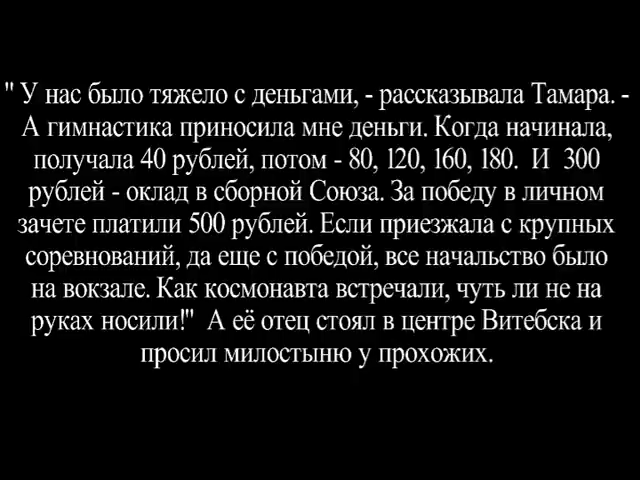 " У нас было тяжело с деньгами, - рассказывала Тамара. -
А гимнастика приносила мне деньги. Когда начинала,
получала 40 рублей, потом - 80, 120, 160, 180.  И  300
рублей - оклад в сборной Союза. За победу в личном
зачете платили 500 рублей. Если приезжала с крупных
соревнований, да еще с победой, все начальство было
на вокзале. Как космонавта встречали, чуть ли не на
руках носили!"  А её отец стоял в центре Витебска и
просил милостыню у прохожих.